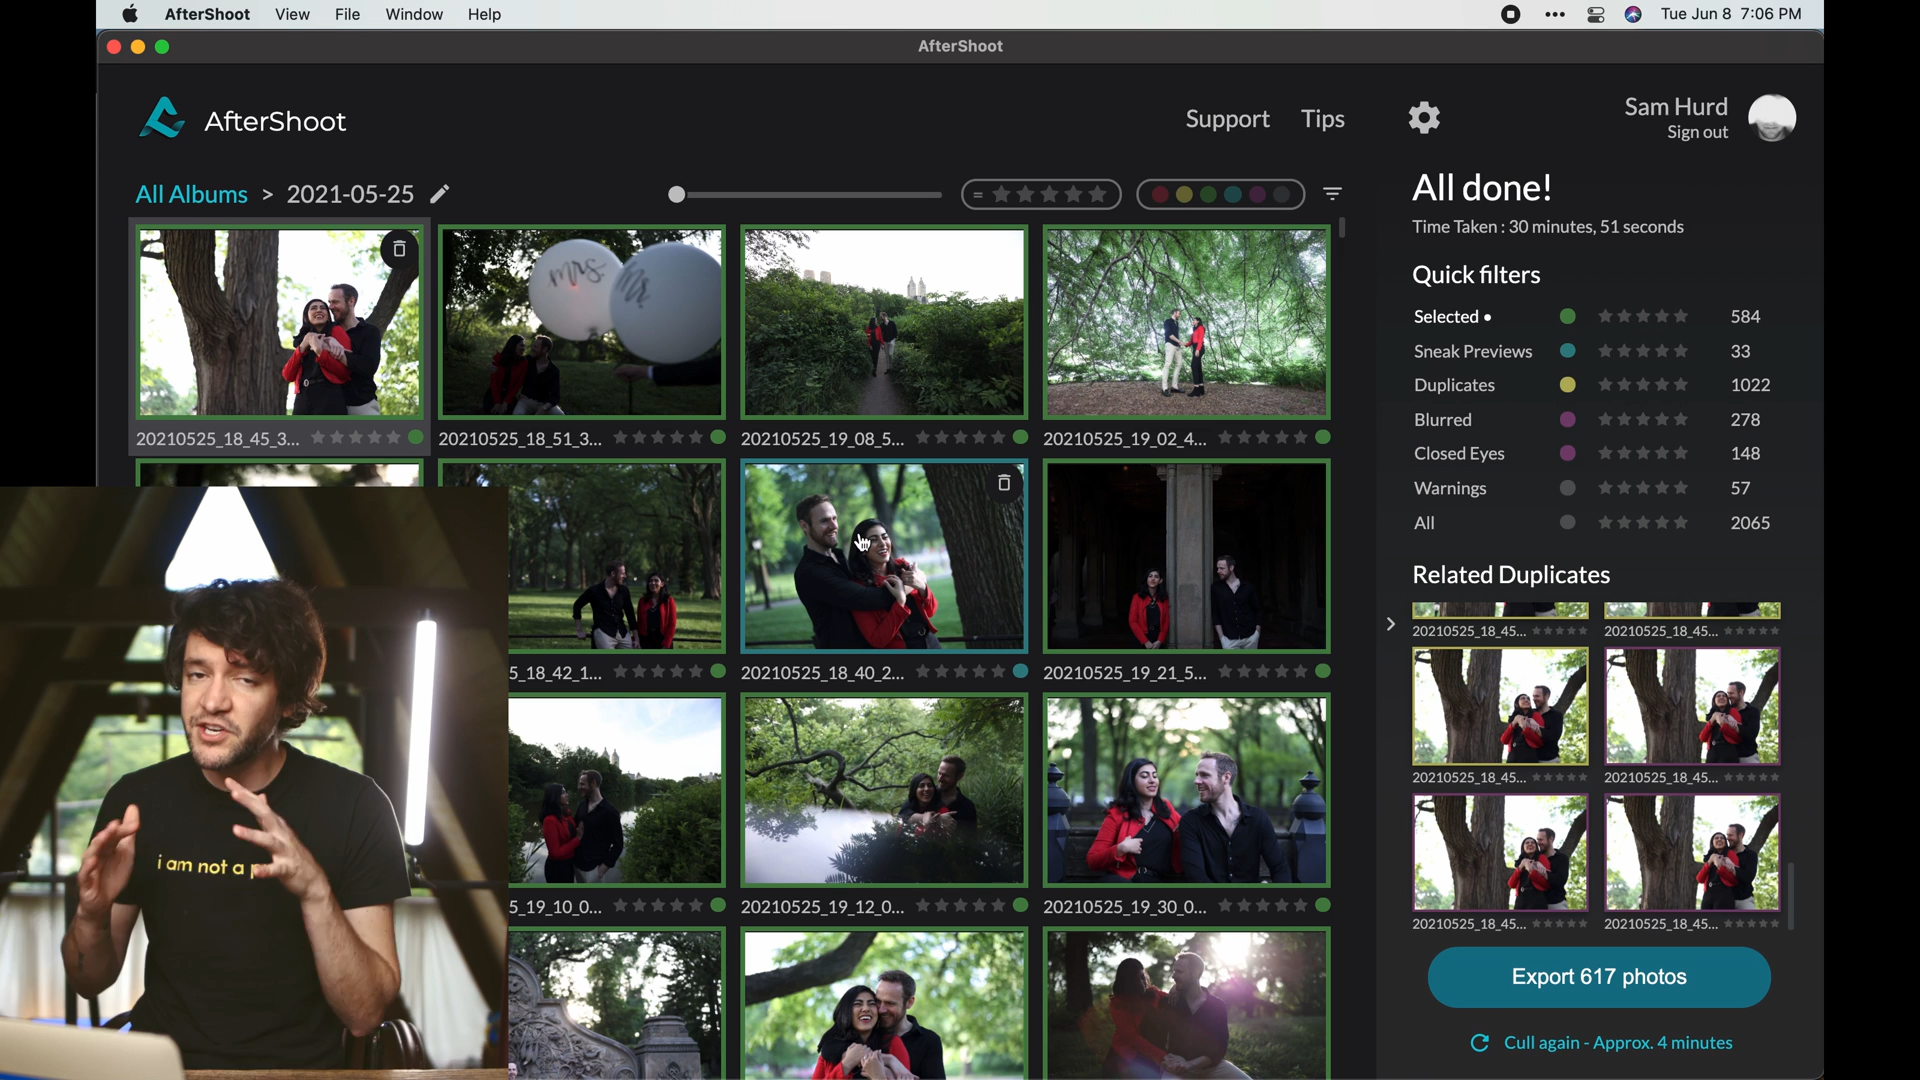 AfterShoot View File Window Help
Tue Jun 8 7:06 PM
AfterShoot
AfterShoot
Support Tips
Sam Hurd
Sign out
All Albums > 2021-05-25
=
All done!
Time Taken : 30 minutes, 51 seconds
Quick filters
Selected • 584
Sneak Previews 33
Duplicates 1022
Blurred 278
Closed Eyes 148
Warnings 57
All 2065
mrs
mr
20210525_18_45_3...
20210525_18_51_3...
20210525_19_08_5...
20210525_19_02_4...
5_18_42_1...
20210525_18_40_2...
20210525_19_21_5...
5_19_10_0...
20210525_19_12_0...
20210525_19_30_0...
Related Duplicates
20210525_18_45...
20210525_18_45...
20210525_18_45...
20210525_18_45...
20210525_18_45...
20210525_18_45...
Export 617 photos
Cull again - Approx. 4 minutes
i am not a